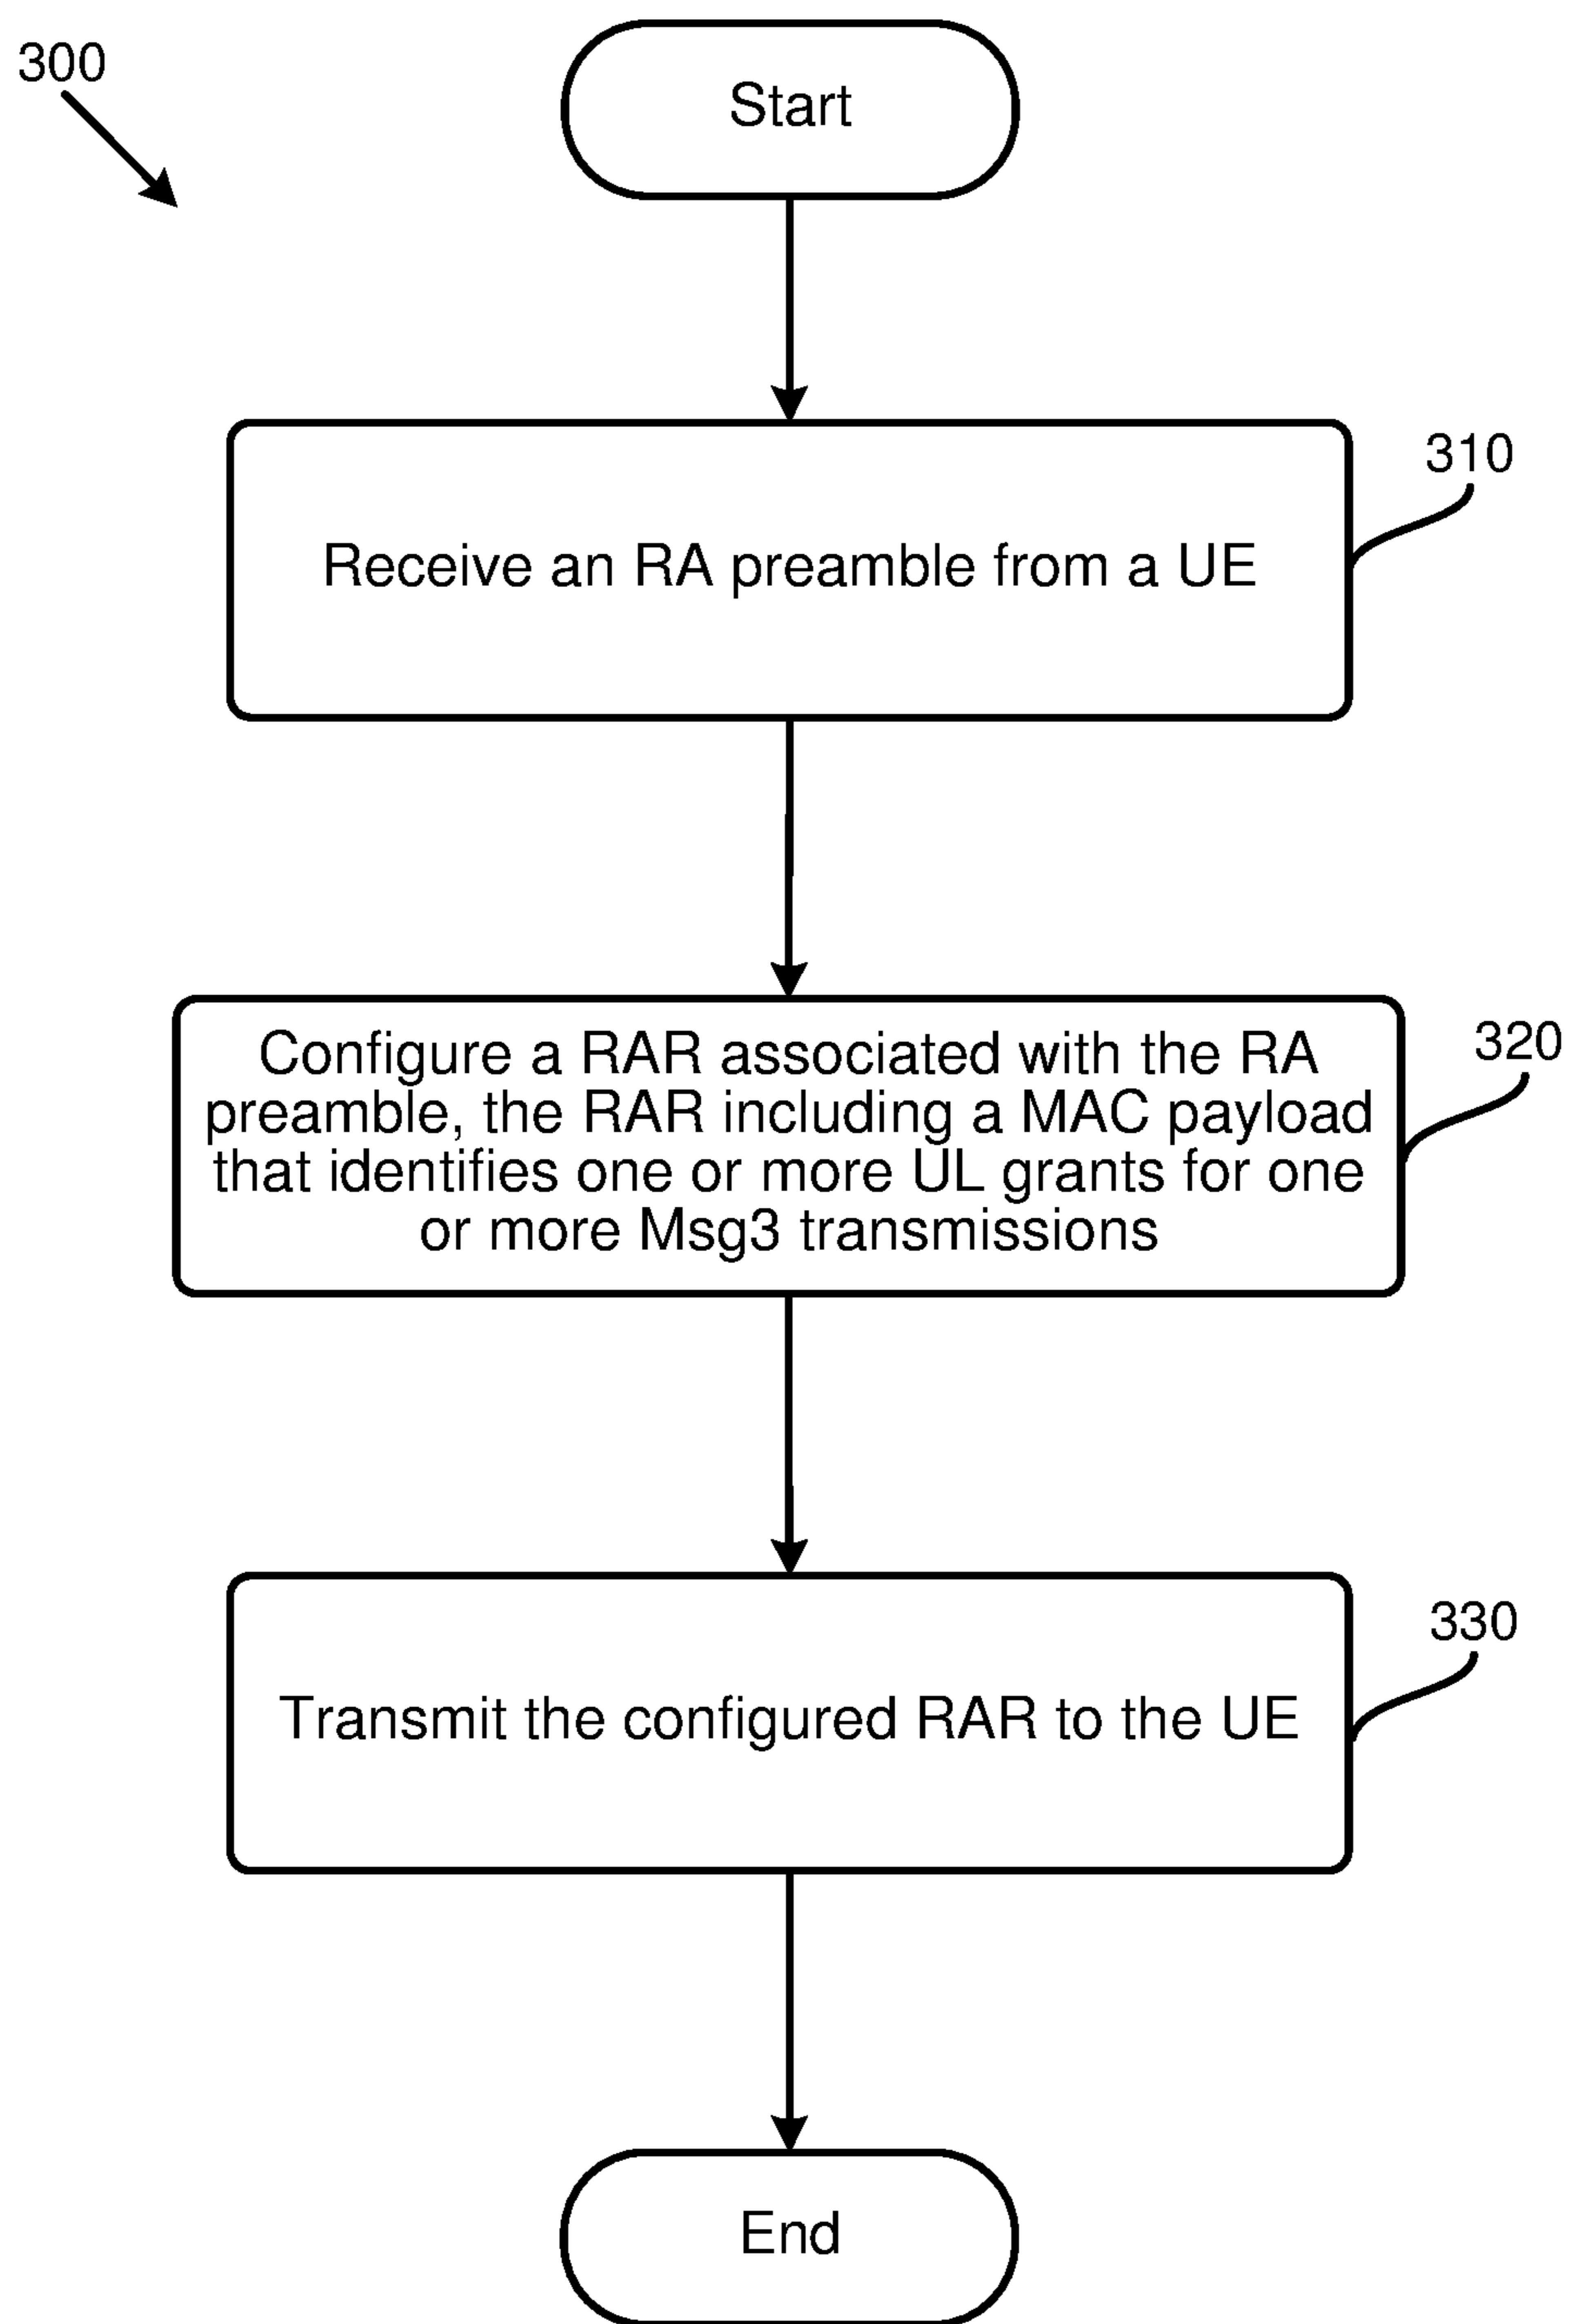 300
Start
310
Receive an RA preamble from a UE
320
Configure a RAR associated with the RA
preamble, the RAR including a MAC payload
that identifies one or more UL grants for one
or more Msg3 transmissions
330
Transmit the configured RAR to the UE
End